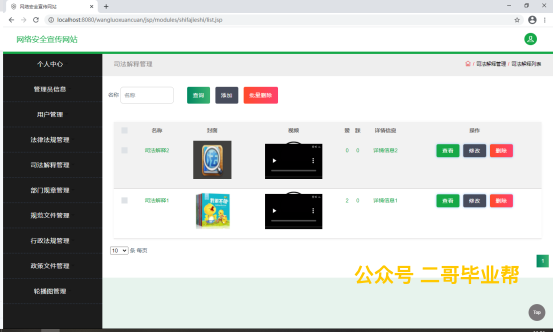 网络安全宣传网站
localhost:8080/wangluoxuanxuan/jsp/modules/shifajieshi/list.jsp
网络安全宣传网站
个人中心
管理员信息
用户管理
法律法规管理
司法解释管理
部门规章管理
规范文件管理
行政法规管理
政策文件管理
轮播图管理
司法解释管理
司法解释管理 / 司法解释列表
名称 名称 查询 添加 批量删除
名称 封面 视频 详情信息 操作
司法解释2 0 0 详情信息2 查看 修改 删除
司法解释1 2 0 详情信息1 查看 修改 删除
10 条 每页
1
公众号 二哥毕业帮
Top